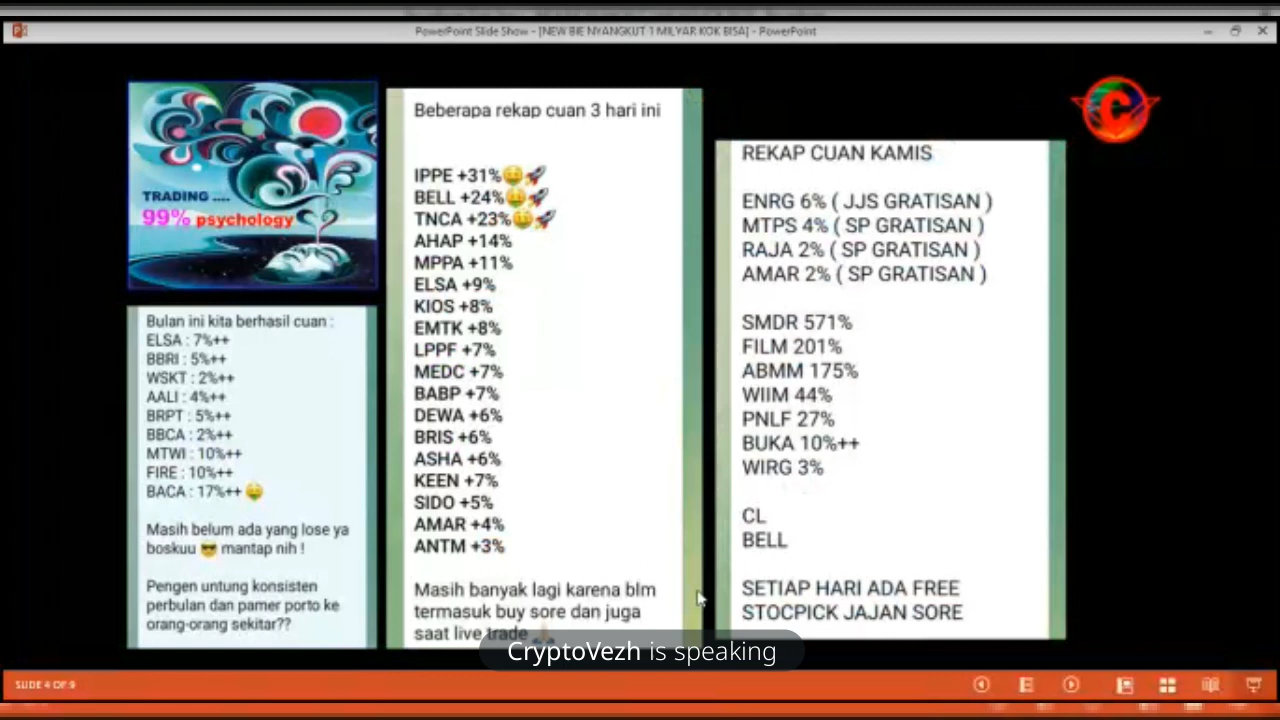 PowerPoint Slide Show - [NEW BIE NYANGKUT 1 MILYAR KOK BISA] - PowerPoint
TRADING ....
99% psychology
Bulan ini kita berhasil cuan :
ELSA : 7%++
BBRI : 5%++
WSKT : 2%++
AALI : 4%++
BRPT : 5%++
BBCA : 2%++
MTWI : 10%++
FIRE : 10%++
BACA : 17%++ 🤑
Masih belum ada yang lose ya
boskuu 😎 mantap nih !
Pengen untung konsisten
perbulan dan pamer porto ke
orang-orang sekitar??
Beberapa rekap cuan 3 hari ini
IPPE +31%🤑🚀
BELL +24%🤑🚀
TNCA +23%🤑🚀
AHAP +14%
MPPA +11%
ELSA +9%
KIOS +8%
EMTK +8%
LPPF +7%
MEDC +7%
BABP +7%
DEWA +6%
BRIS +6%
ASHA +6%
KEEN +7%
SIDO +5%
AMAR +4%
ANTM +3%
Masih banyak lagi karena blm
termasuk buy sore dan juga
saat live trade 🙏
REKAP CUAN KAMIS
ENRG 6% ( JJS GRATISAN )
MTPS 4% ( SP GRATISAN )
RAJA 2% ( SP GRATISAN )
AMAR 2% ( SP GRATISAN )
SMDR 571%
FILM 201%
ABMM 175%
WIIM 44%
PNLF 27%
BUKA 10%++
WIRG 3%
CL
BELL
SETIAP HARI ADA FREE
STOCPICK JAJAN SORE
C
CryptoVezh is speaking
SLIDE 4 OF 9